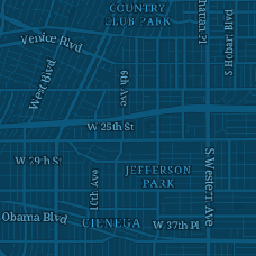 COUNTRY
CLUB PARK
Venice Blvd
S Hobart Blvd
West Blvd
6th Ave
W 25th St
W 29th St
JEFFERSON
PARK
S Western Ave
10th Ave
Obama Blvd
CIENEGA
W 37th Pl